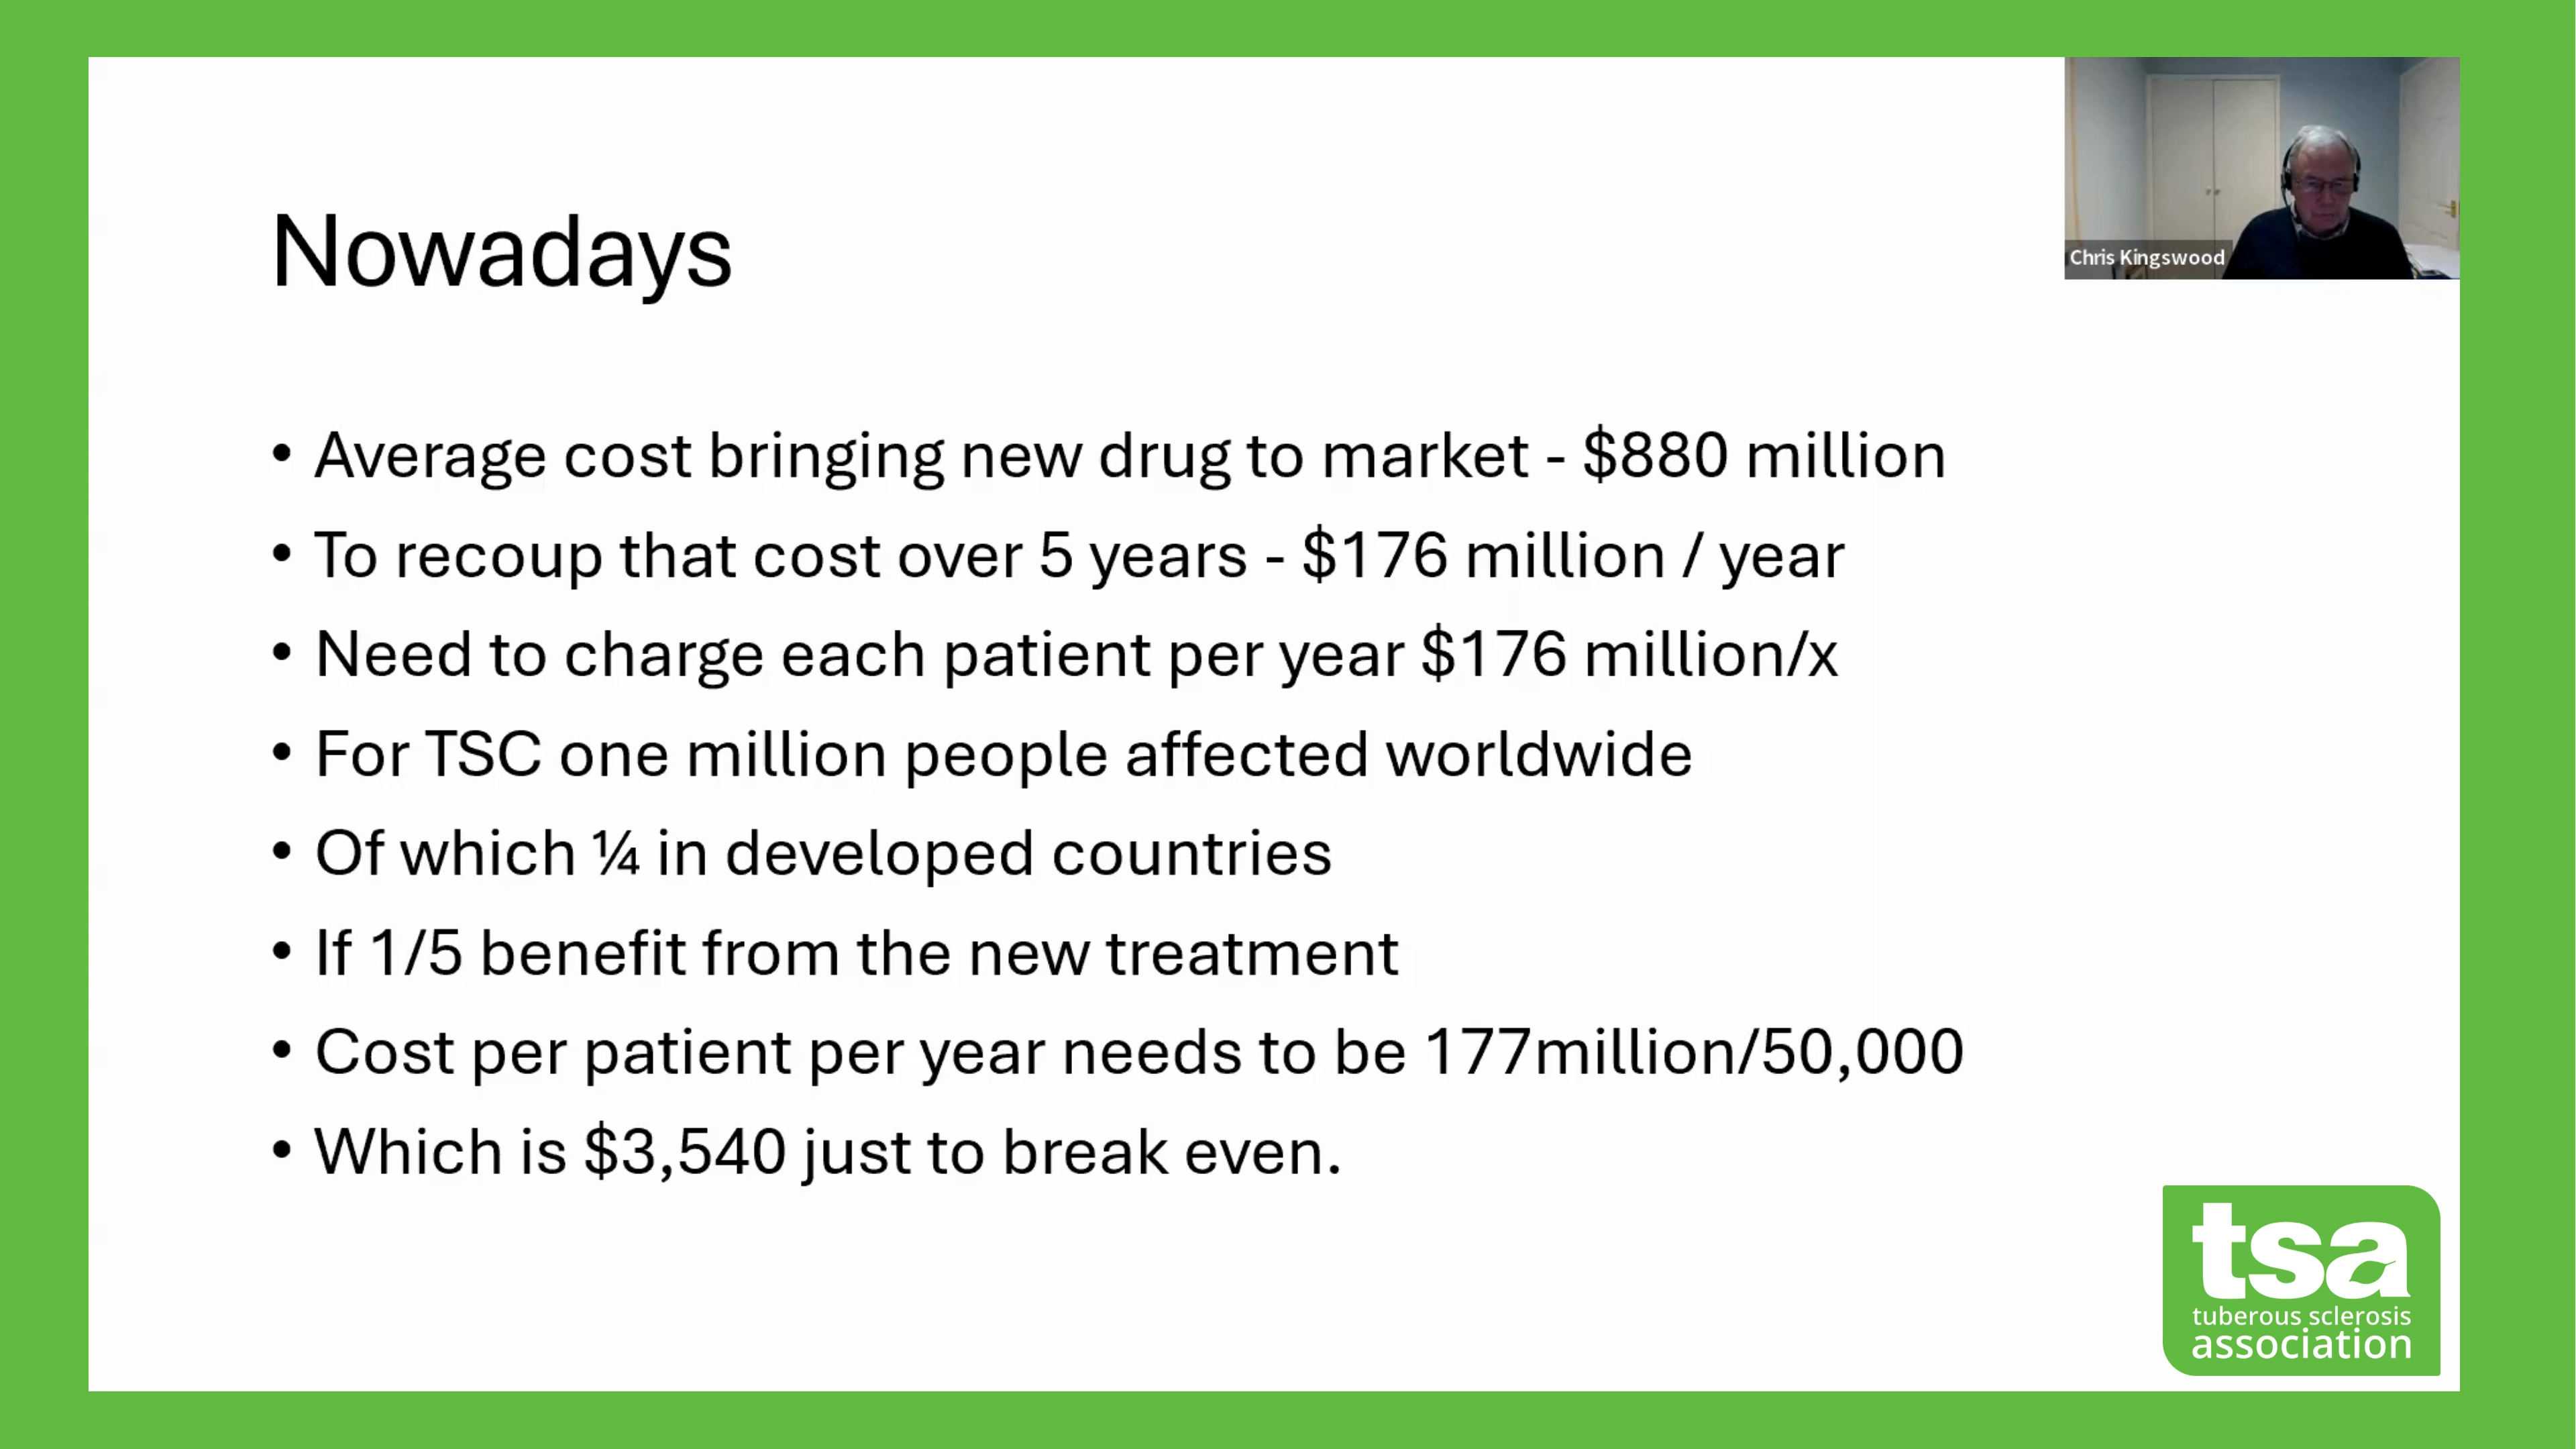 Chris Kingswood
Nowadays
• Average cost bringing new drug to market - $880 million
• To recoup that cost over 5 years - $176 million / year
• Need to charge each patient per year $176 million/x
• For TSC one million people affected worldwide
• Of which ¼ in developed countries
• If 1/5 benefit from the new treatment
• Cost per patient per year needs to be 177million/50,000
• Which is $3,540 just to break even.
tsa
tuberous sclerosis
association